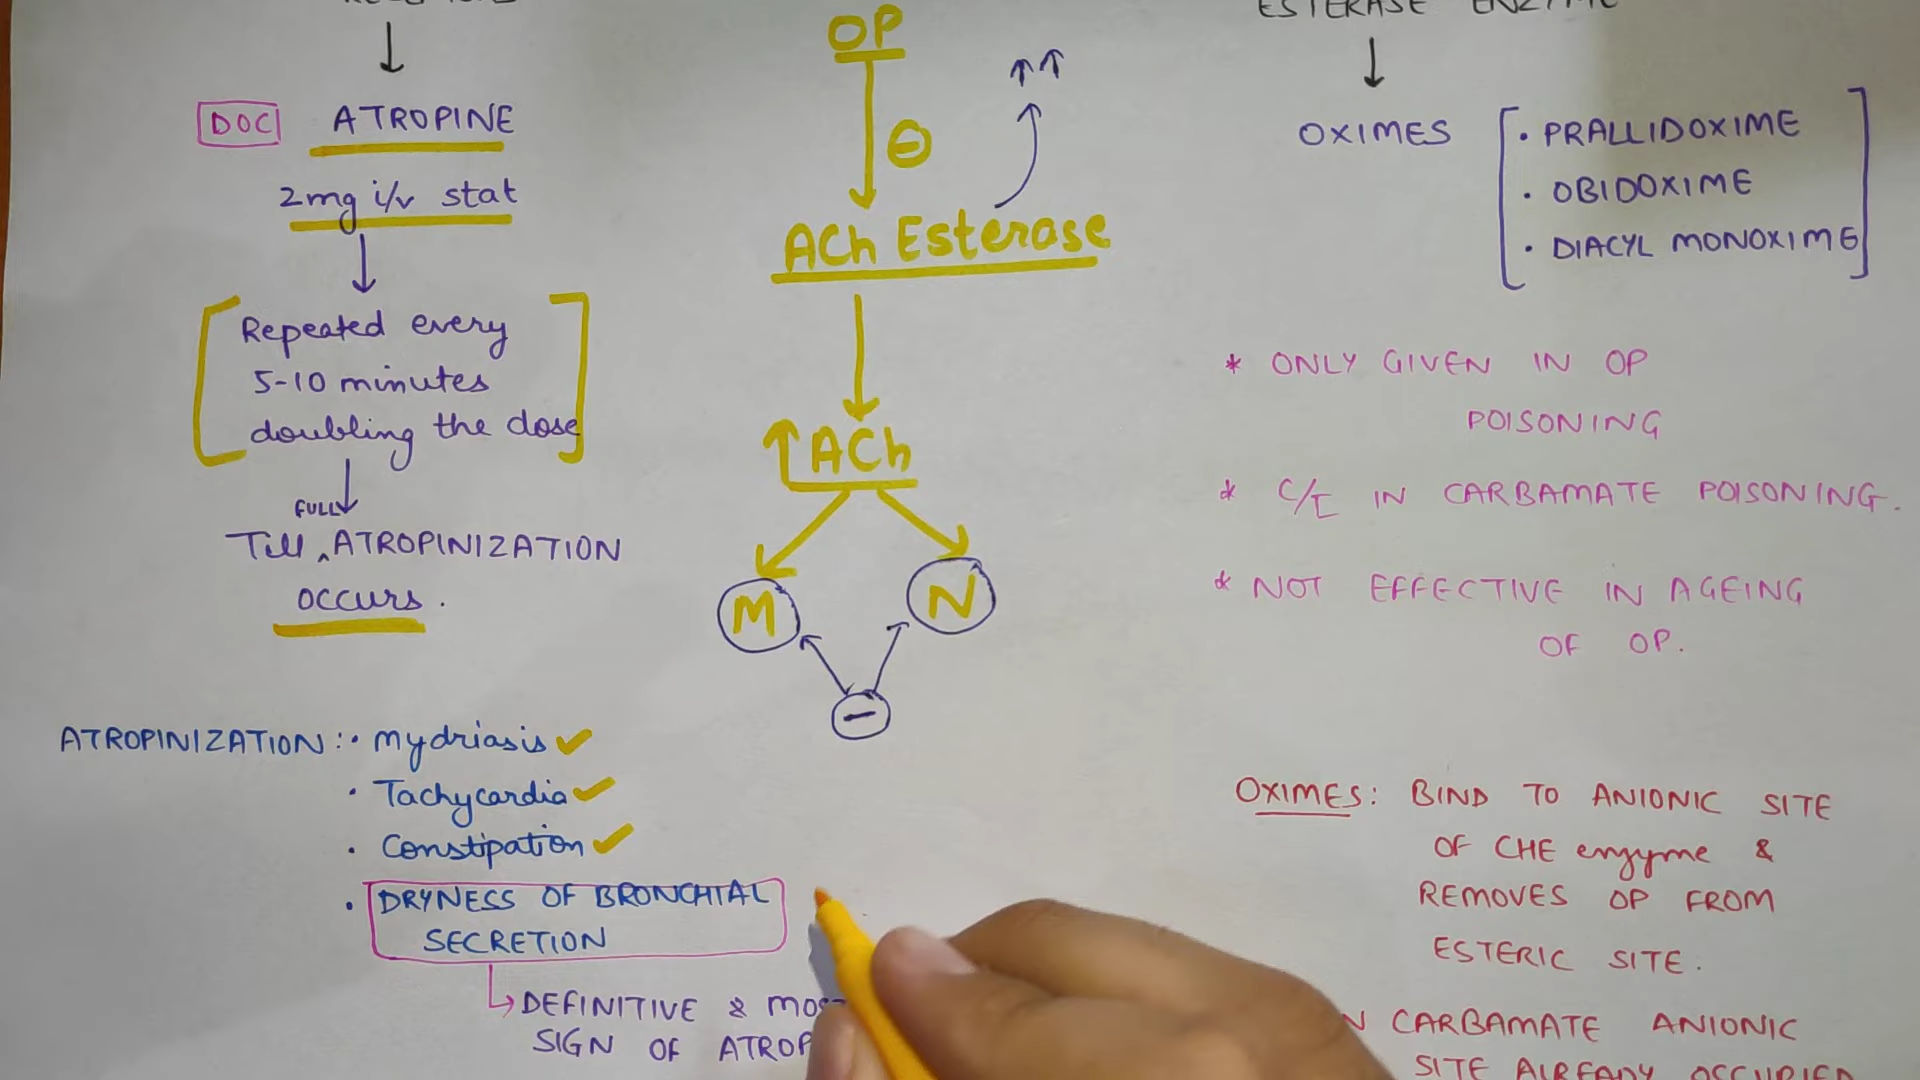 DOC ATROPINE
2mg i/v stat
Repeated every
5-10 minutes
doubling the dose
FULL
Till ^ ATROPINIZATION
OCCURS.
ATROPINIZATION: • Mydriasis ✓
• Tachycardia ✓
• Constipation ✓
• DRYNESS OF BRONCHIAL
SECRETION
DEFINITIVE &
SIGN OF
OP
↑↑
⊖
ACh Esterase
↑ACh
M N
−
ESTERASE
OXIMES
• PRALLIDOXIME
• OBIDOXIME
• DIACYL MONOXIME
* ONLY GIVEN IN OP
POISONING
* C/I IN CARBAMATE POISONING.
* NOT EFFECTIVE IN AGEING
OF OP.
OXIMES: BIND TO ANIONIC SITE
OF CHE enzyme &
REMOVES OP FROM
ESTERIC SITE.
CARBAMATE ANIONIC
SITE ALREADY OCCUPIED